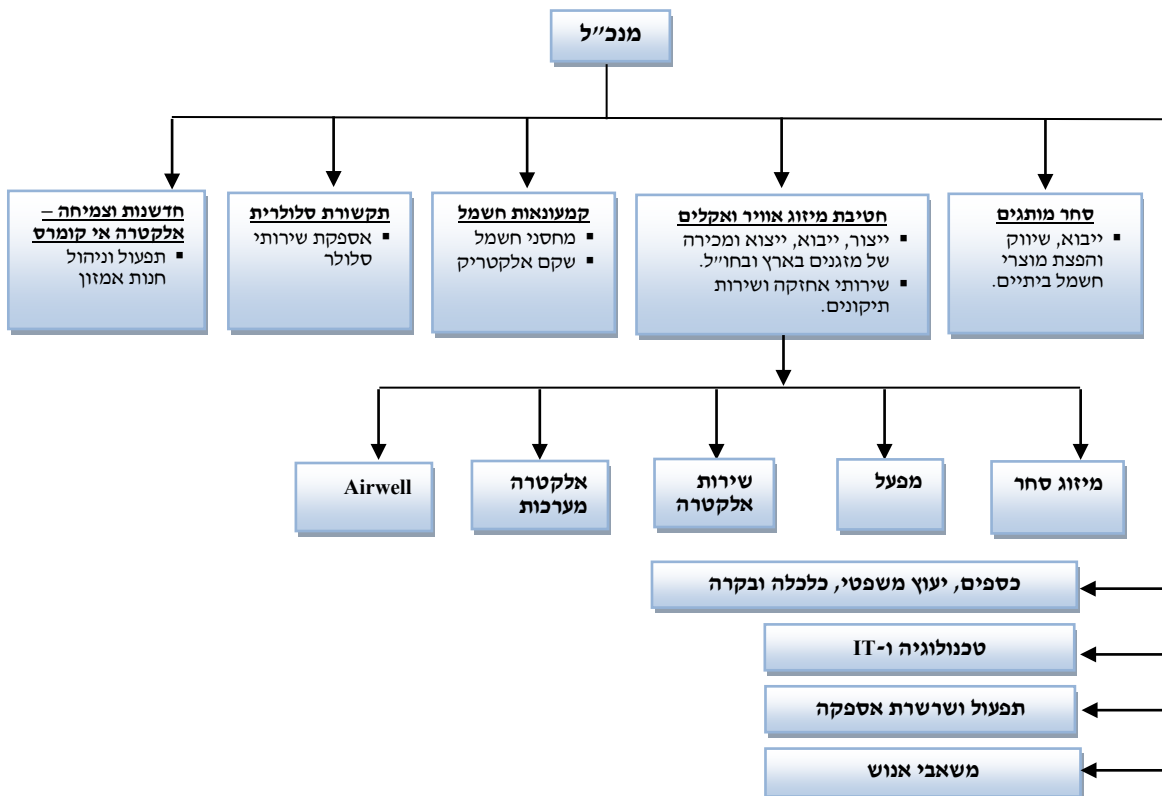 מנכ״ל
סחר מותגים
▪ ייבוא, שיווק
והפצת מוצרי
חשמל ביתיים.
חטיבת מיזוג אוויר ואקלים
▪ ייצור, ייבוא, ייצוא ומכירה
של מזגנים בארץ ובחו״ל.
▪ שירותי אחזקה ושירות
תיקונים.
קמעונאות חשמל
▪ מחסני חשמל
▪ שקם אלקטריק
תקשורת סלולרית
▪ אספקת שירותי
סלולר
חדשנות וצמיחה –
אלקטרה אי קומרס
▪ תפעול וניהול
חנות אמזון
מיזוג סחר
מפעל
שירות
אלקטרה
אלקטרה
מערכות
Airwell
כספים, יעוץ משפטי, כלכלה ובקרה
טכנולוגיה ו-IT
תפעול ושרשרת אספקה
משאבי אנוש